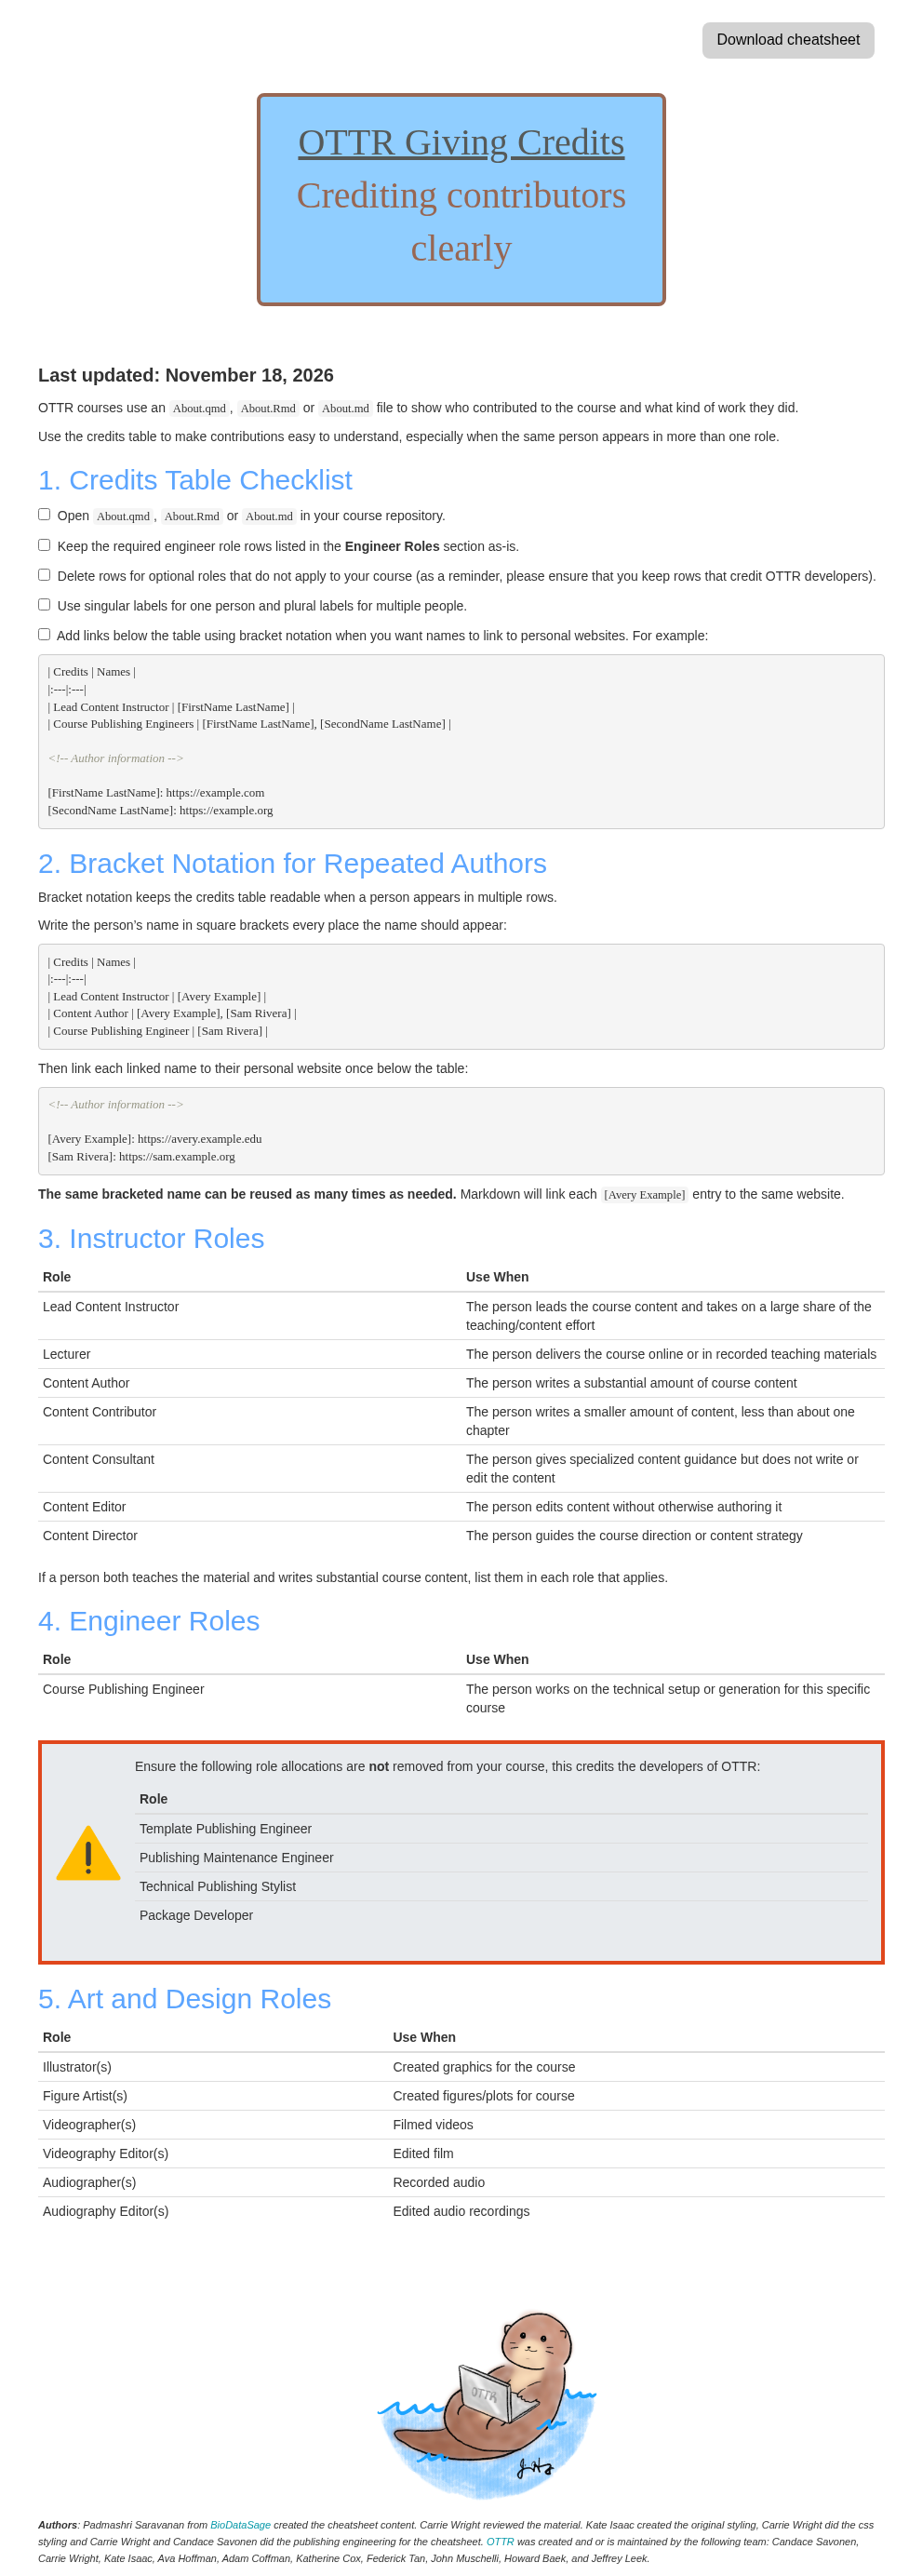 Download cheatsheet
OTTR Giving Credits
Crediting contributors
clearly
Last updated: November 18, 2026
OTTR courses use an About.qmd, About.Rmd or About.md file to show who contributed to the course and what kind of work they did.
Use the credits table to make contributions easy to understand, especially when the same person appears in more than one role.
1. Credits Table Checklist
Open About.qmd, About.Rmd or About.md in your course repository.
Keep the required engineer role rows listed in the Engineer Roles section as-is.
Delete rows for optional roles that do not apply to your course (as a reminder, please ensure that you keep rows that credit OTTR developers).
Use singular labels for one person and plural labels for multiple people.
Add links below the table using bracket notation when you want names to link to personal websites. For example:
| Credits | Names |
|:---|:---|
| Lead Content Instructor | [FirstName LastName] |
| Course Publishing Engineers | [FirstName LastName], [SecondName LastName] |
<!-- Author information -->
[FirstName LastName]: https://example.com
[SecondName LastName]: https://example.org
2. Bracket Notation for Repeated Authors
Bracket notation keeps the credits table readable when a person appears in multiple rows.
Write the person's name in square brackets every place the name should appear:
| Credits | Names |
|:---|:---|
| Lead Content Instructor | [Avery Example] |
| Content Author | [Avery Example], [Sam Rivera] |
| Course Publishing Engineer | [Sam Rivera] |
Then link each linked name to their personal website once below the table:
<!-- Author information -->
[Avery Example]: https://avery.example.edu
[Sam Rivera]: https://sam.example.org
The same bracketed name can be reused as many times as needed. Markdown will link each [Avery Example] entry to the same website.
3. Instructor Roles
Role Use When
Lead Content Instructor The person leads the course content and takes on a large share of the
teaching/content effort
Lecturer The person delivers the course online or in recorded teaching materials
Content Author The person writes a substantial amount of course content
Content Contributor The person writes a smaller amount of content, less than about one
chapter
Content Consultant The person gives specialized content guidance but does not write or
edit the content
Content Editor The person edits content without otherwise authoring it
Content Director The person guides the course direction or content strategy
If a person both teaches the material and writes substantial course content, list them in each role that applies.
4. Engineer Roles
Role Use When
Course Publishing Engineer The person works on the technical setup or generation for this specific
course
Ensure the following role allocations are not removed from your course, this credits the developers of OTTR:
Role
Template Publishing Engineer
Publishing Maintenance Engineer
Technical Publishing Stylist
Package Developer
5. Art and Design Roles
Role Use When
Illustrator(s) Created graphics for the course
Figure Artist(s) Created figures/plots for course
Videographer(s) Filmed videos
Videography Editor(s) Edited film
Audiographer(s) Recorded audio
Audiography Editor(s) Edited audio recordings
OTTR
Authors: Padmashri Saravanan from BioDataSage created the cheatsheet content. Carrie Wright reviewed the material. Kate Isaac created the original styling, Carrie Wright did the css
styling and Carrie Wright and Candace Savonen did the publishing engineering for the cheatsheet. OTTR was created and or is maintained by the following team: Candace Savonen,
Carrie Wright, Kate Isaac, Ava Hoffman, Adam Coffman, Katherine Cox, Federick Tan, John Muschelli, Howard Baek, and Jeffrey Leek.